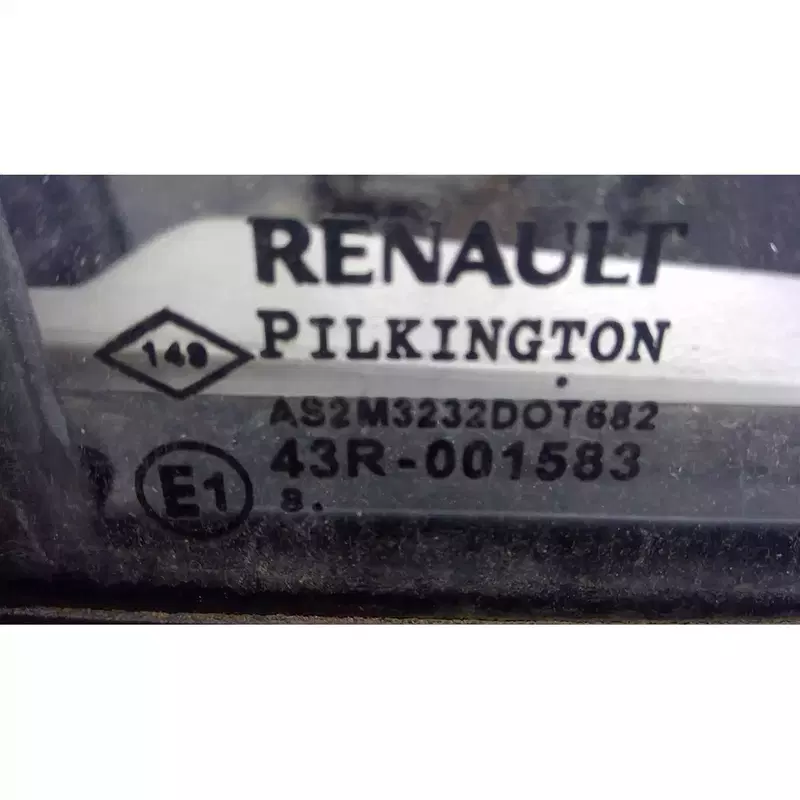 RENAULT
149 PILKINGTON
AS2M3232DOT682
E1 43R-001583
8.